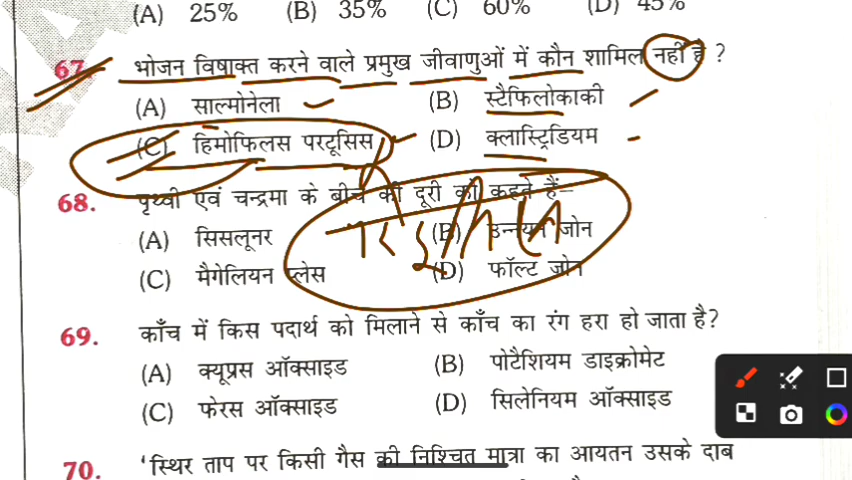 (A) 25% (B) 35% (C) 60% (D) 45%
67. भोजन विषाक्त करने वाले प्रमुख जीवाणुओं में कौन शामिल नहीं है ?
(A) साल्मोनेला (B) स्टैफिलोकाकी
(C) हिमोफिलस परटूसिस (D) क्लास्ट्रिडियम
68. पृथ्वी एवं चन्द्रमा के बीच की दूरी को कहते हैं–
(A) सिसलूनर (B) उन्नयन जोन
(C) मैगेलियन प्लेस (D) फॉल्ट जोन
69. काँच में किस पदार्थ को मिलाने से काँच का रंग हरा हो जाता है?
(A) क्यूप्रस ऑक्साइड (B) पोटैशियम डाइक्रोमेट
(C) फेरस ऑक्साइड (D) सिलेनियम ऑक्साइड
70. 'स्थिर ताप पर किसी गैस की निश्चित मात्रा का आयतन उसके दाब